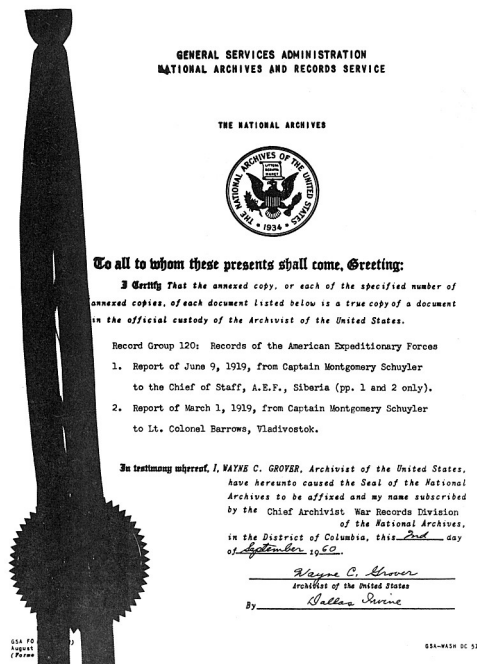 GENERAL SERVICES ADMINISTRATION
NATIONAL ARCHIVES AND RECORDS SERVICE
THE NATIONAL ARCHIVES
THE NATIONAL ARCHIVES OF THE UNITED STATES
LITTERA SCRIPTA MANET
• 1934 •
To all to whom these presents shall come, Greeting:
I Certify That the annexed copy, or each of the specified number of
annexed copies, of each document listed below is a true copy of a document
in the official custody of the Archivist of the United States.
Record Group 120: Records of the American Expeditionary Forces
1. Report of June 9, 1919, from Captain Montgomery Schuyler
to the Chief of Staff, A.E.F., Siberia (pp. 1 and 2 only).
2. Report of March 1, 1919, from Captain Montgomery Schuyler
to Lt. Colonel Barrows, Vladivostok.
In testimony whereof, I, WAYNE C. GROVER, Archivist of the United States,
have hereunto caused the Seal of the National
Archives to be affixed and my name subscribed
by the Chief Archivist War Records Division
of the National Archives,
in the District of Columbia, this 2nd day
of September 1960.
Wayne C. Grover
Archivist of the United States
By Dallas Irvine
GSA FO
August
(Forme
GSA-WASH DC